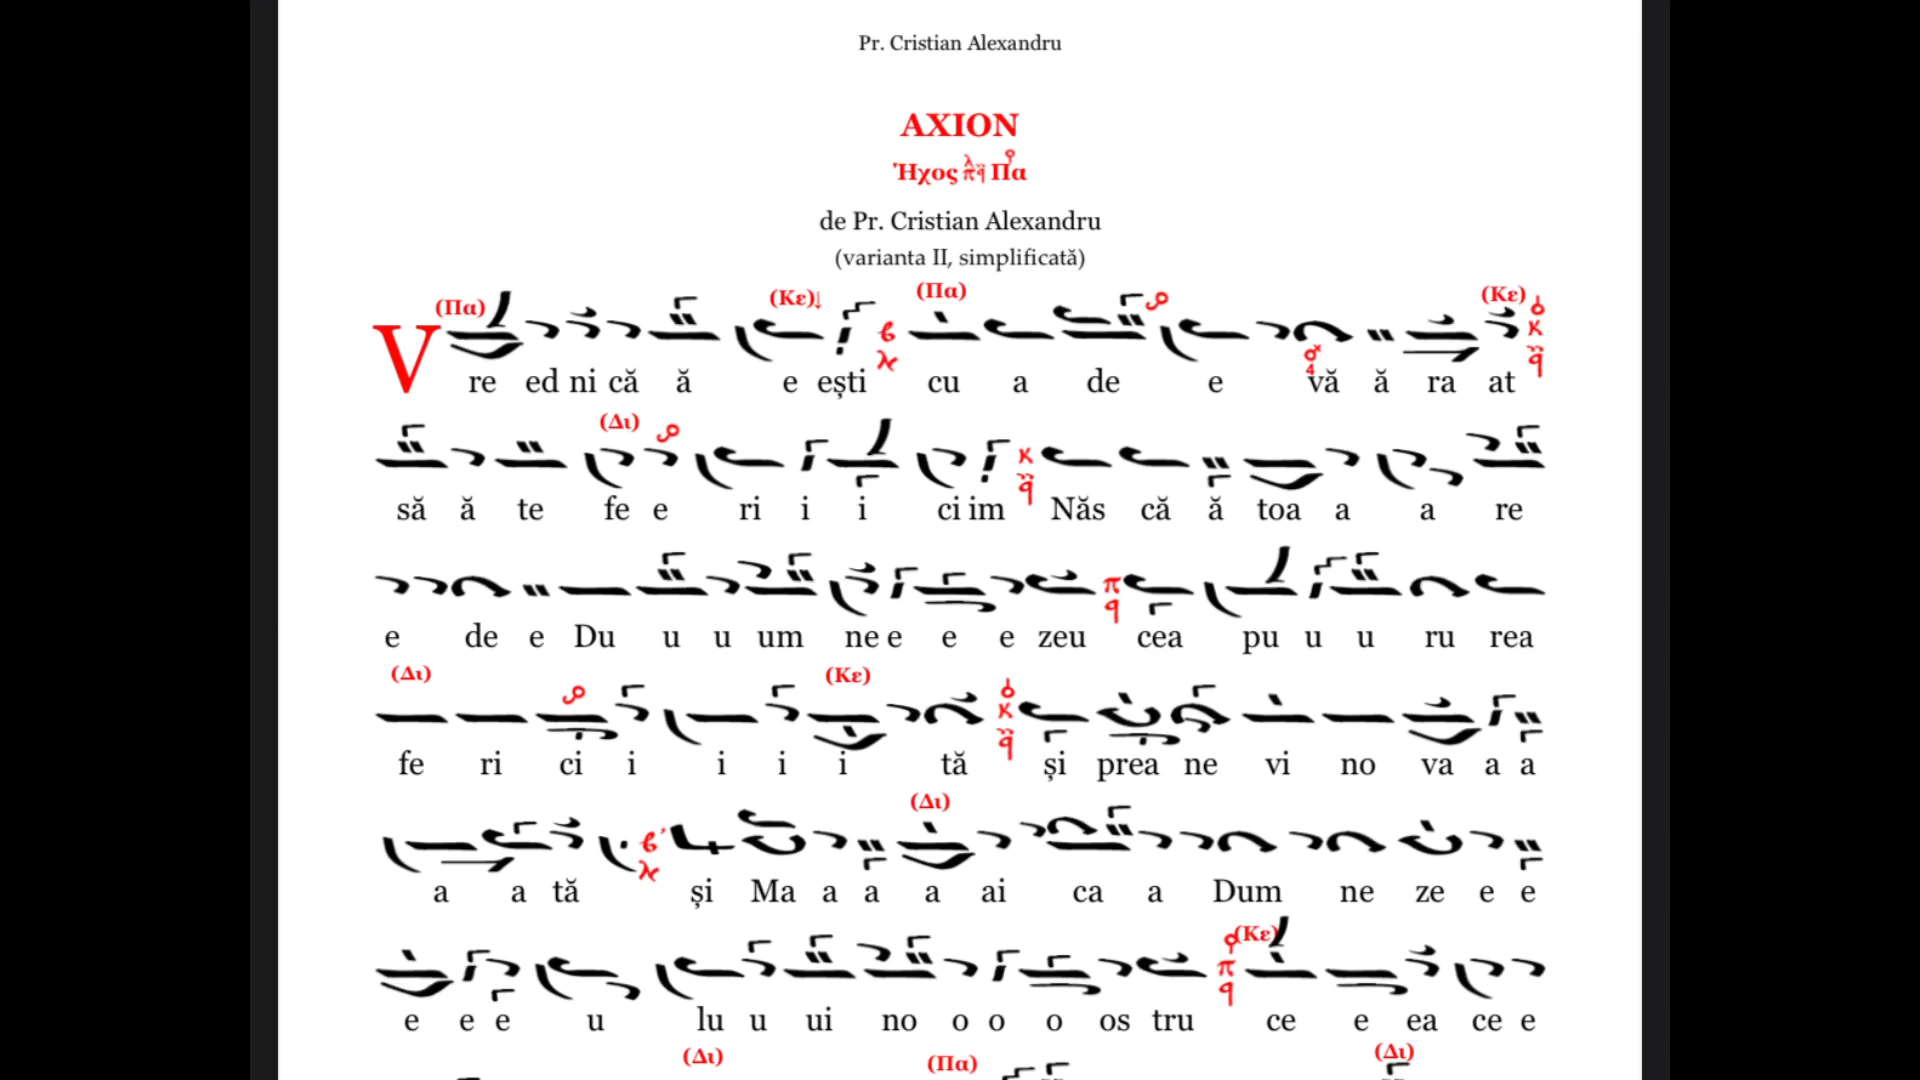 Pr. Cristian Alexandru
AXION
Ἦχος Πα
de Pr. Cristian Alexandru
(varianta II, simplificată)
(Πα) (Κε)↓ (Πα) (Κε)
Vre ed ni că ă e ești cu a de e vă ă ra at
(Δι)
să ă te fe e ri i i ci im Năs că ă toa a a re
e de e Du u u um ne e e e zeu cea pu u u ru rea
(Δι) (Κε)
fe ri ci i i i i tă și prea ne vi no va a a
(Δι)
a a tă și Ma a a a ai ca a Dum ne ze e e
(Κε)
e e e u lu u ui no o o o os tru ce e ea ce e
(Δι) (Πα) (Δι)